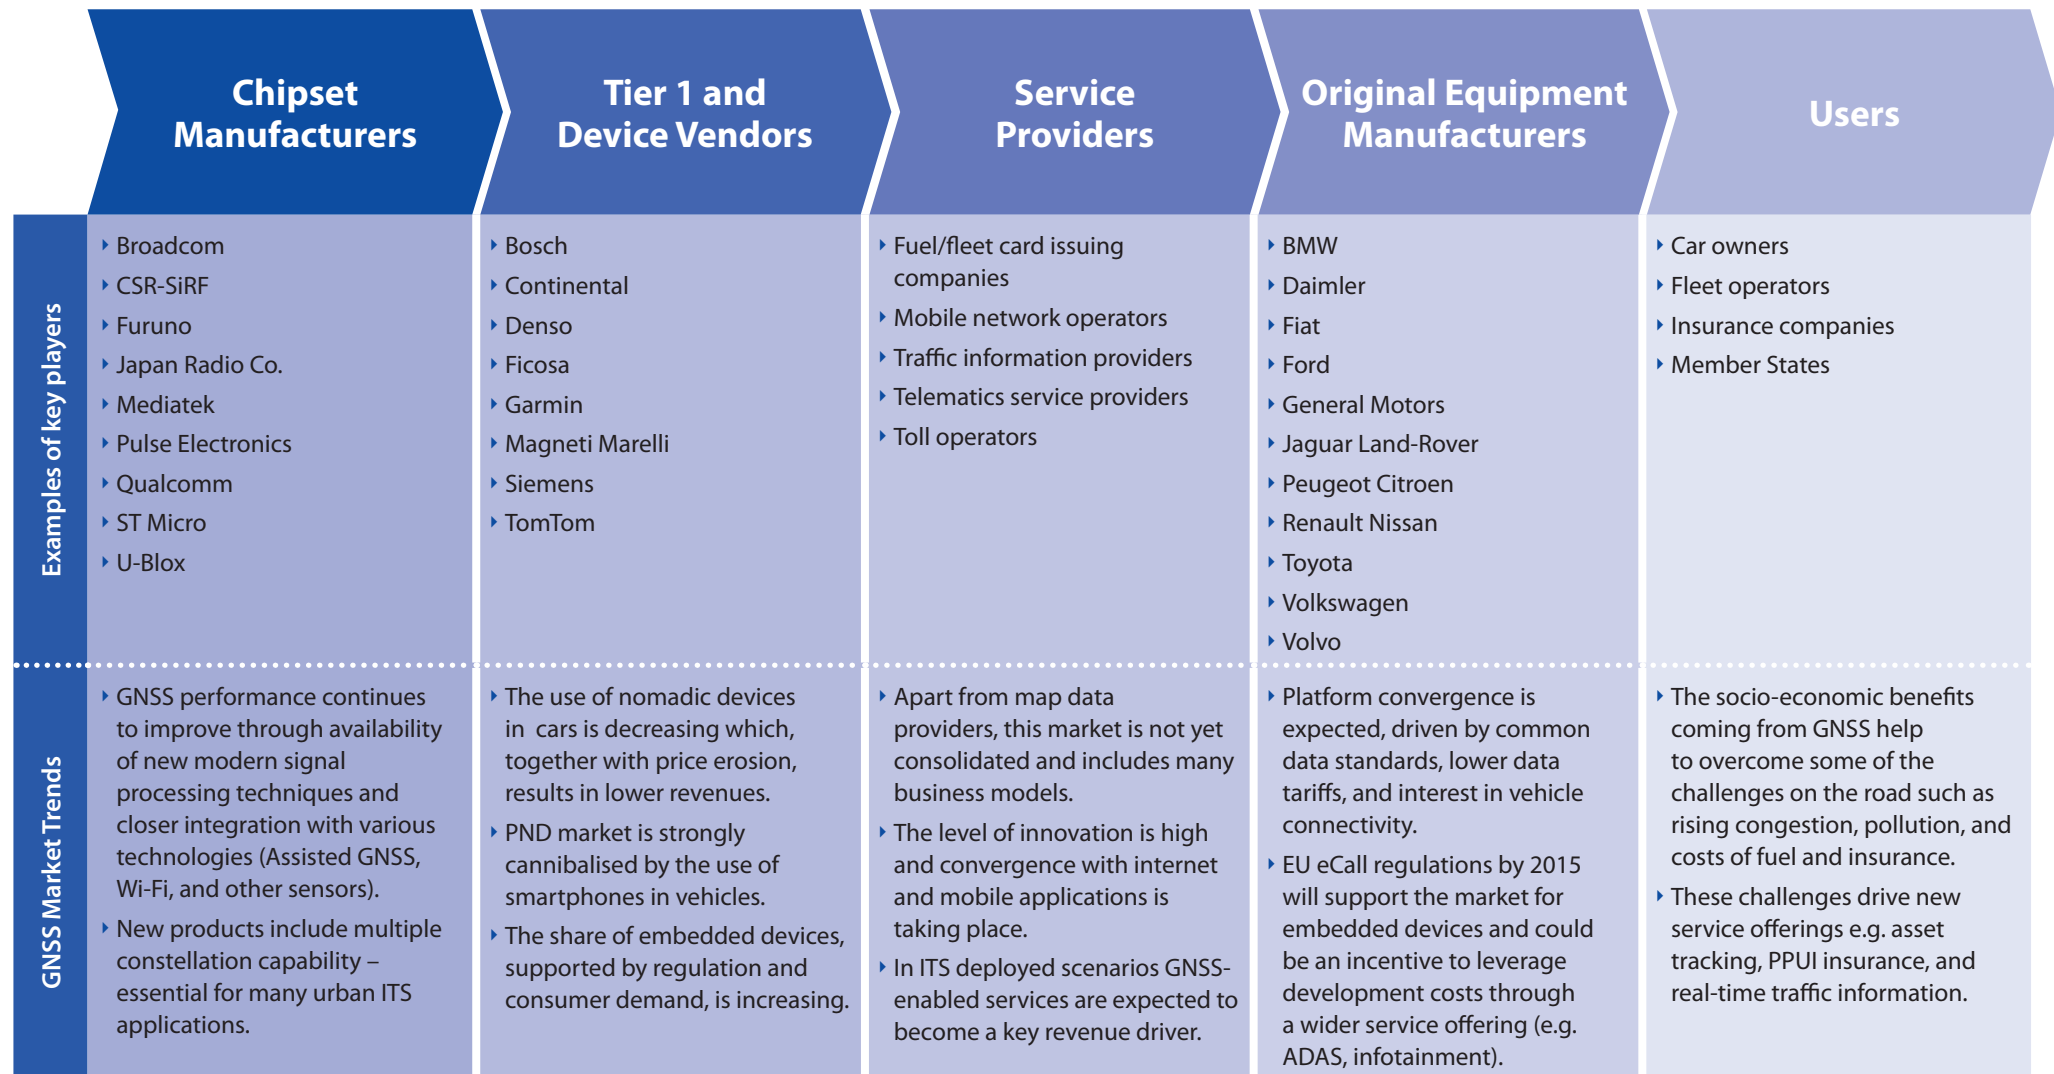 Chipset
Manufacturers
Tier 1 and
Device Vendors
Service
Providers
Original Equipment
Manufacturers
Users
Examples of key players
Broadcom
CSR-SiRF
Furuno
Japan Radio Co.
Mediatek
Pulse Electronics
Qualcomm
ST Micro
U-Blox
Bosch
Continental
Denso
Ficosa
Garmin
Magneti Marelli
Siemens
TomTom
Fuel/fleet card issuing
companies
Mobile network operators
Traffic information providers
Telematics service providers
Toll operators
BMW
Daimler
Fiat
Ford
General Motors
Jaguar Land-Rover
Peugeot Citroen
Renault Nissan
Toyota
Volkswagen
Volvo
Car owners
Fleet operators
Insurance companies
Member States
GNSS Market Trends
GNSS performance continues
to improve through availability
of new modern signal
processing techniques and
closer integration with various
technologies (Assisted GNSS,
Wi-Fi, and other sensors).
New products include multiple
constellation capability –
essential for many urban ITS
applications.
The use of nomadic devices
in cars is decreasing which,
together with price erosion,
results in lower revenues.
PND market is strongly
cannibalised by the use of
smartphones in vehicles.
The share of embedded devices,
supported by regulation and
consumer demand, is increasing.
Apart from map data
providers, this market is not yet
consolidated and includes many
business models.
The level of innovation is high
and convergence with internet
and mobile applications is
taking place.
In ITS deployed scenarios GNSS-
enabled services are expected to
become a key revenue driver.
Platform convergence is
expected, driven by common
data standards, lower data
tariffs, and interest in vehicle
connectivity.
EU eCall regulations by 2015
will support the market for
embedded devices and could
be an incentive to leverage
development costs through
a wider service offering (e.g.
ADAS, infotainment).
The socio-economic benefits
coming from GNSS help
to overcome some of the
challenges on the road such as
rising congestion, pollution, and
costs of fuel and insurance.
These challenges drive new
service offerings e.g. asset
tracking, PPUI insurance, and
real-time traffic information.